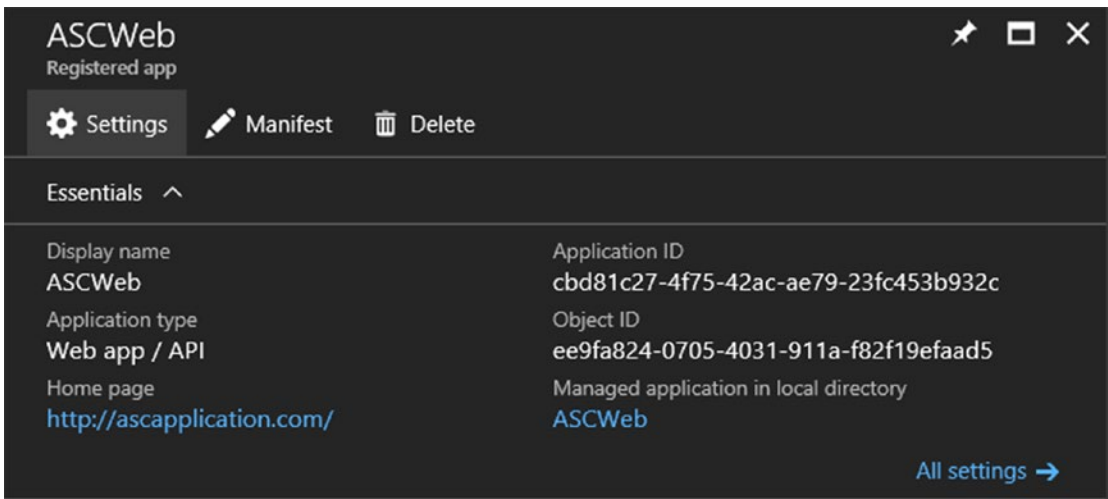 ASCWeb
Registered app
Settings Manifest Delete
Essentials
Display name
ASCWeb
Application type
Web app / API
Home page
http://ascapplication.com/
Application ID
cbd81c27-4f75-42ac-ae79-23fc453b932c
Object ID
ee9fa824-0705-4031-911a-f82f19efaad5
Managed application in local directory
ASCWeb
All settings